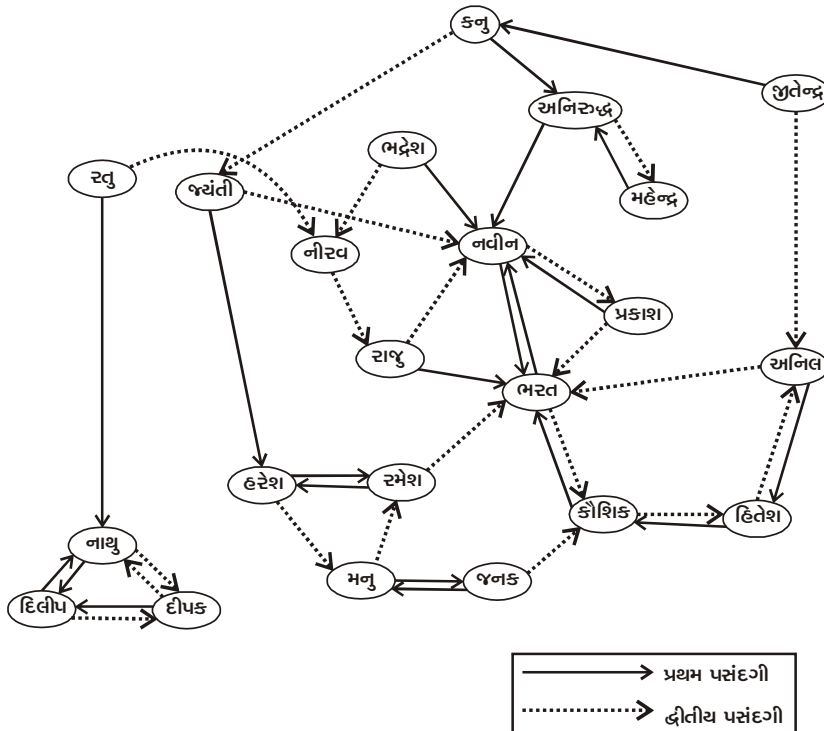 કનુ
જીતેન્દ્ર
અનિરુદ્ધ
ભદ્રેશ
રતુ
જયંતી
મહેન્દ્ર
નવીન
નીરવ
પ્રકાશ
રાજુ
અનિલ
ભરત
હરેશ
રમેશ
કૌશિક
હિતેશ
નાથુ
મનુ
જનક
દિલીપ
દીપક
પ્રથમ પસંદગી
દ્વીતીય પસંદગી